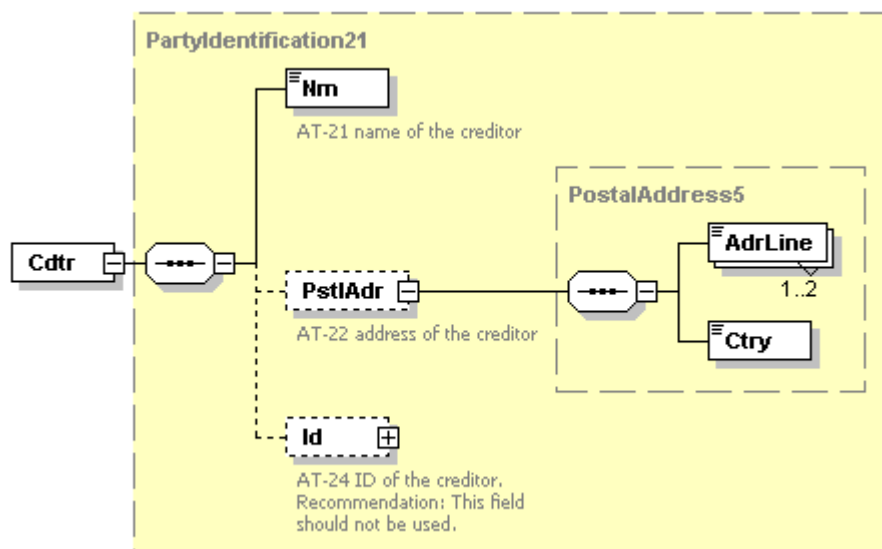 PartyIdentification21
Nm
AT-21 name of the creditor
PostalAddress5
AdrLine
1..2
Cdtr
PstlAdr
AT-22 address of the creditor
Ctry
Id
AT-24 ID of the creditor.
Recommendation: This field
should not be used.